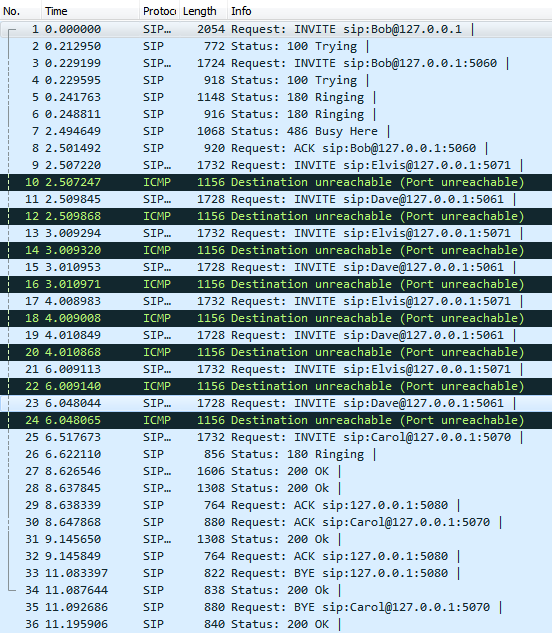 No. Time Protoc Length Info
1 0.000000 SIP… 2054 Request: INVITE sip:Bob@127.0.0.1 |
2 0.212950 SIP 772 Status: 100 Trying |
3 0.229199 SIP… 1724 Request: INVITE sip:Bob@127.0.0.1:5060 |
4 0.229595 SIP 918 Status: 100 Trying |
5 0.241763 SIP 1148 Status: 180 Ringing |
6 0.248811 SIP 916 Status: 180 Ringing |
7 2.494649 SIP 1068 Status: 486 Busy Here |
8 2.501492 SIP 920 Request: ACK sip:Bob@127.0.0.1:5060 |
9 2.507220 SIP… 1732 Request: INVITE sip:Elvis@127.0.0.1:5071 |
10 2.507247 ICMP 1156 Destination unreachable (Port unreachable)
11 2.509845 SIP… 1728 Request: INVITE sip:Dave@127.0.0.1:5061 |
12 2.509868 ICMP 1156 Destination unreachable (Port unreachable)
13 3.009294 SIP… 1732 Request: INVITE sip:Elvis@127.0.0.1:5071 |
14 3.009320 ICMP 1156 Destination unreachable (Port unreachable)
15 3.010953 SIP… 1728 Request: INVITE sip:Dave@127.0.0.1:5061 |
16 3.010971 ICMP 1156 Destination unreachable (Port unreachable)
17 4.008983 SIP… 1732 Request: INVITE sip:Elvis@127.0.0.1:5071 |
18 4.009008 ICMP 1156 Destination unreachable (Port unreachable)
19 4.010849 SIP… 1728 Request: INVITE sip:Dave@127.0.0.1:5061 |
20 4.010868 ICMP 1156 Destination unreachable (Port unreachable)
21 6.009113 SIP… 1732 Request: INVITE sip:Elvis@127.0.0.1:5071 |
22 6.009140 ICMP 1156 Destination unreachable (Port unreachable)
23 6.048044 SIP… 1728 Request: INVITE sip:Dave@127.0.0.1:5061 |
24 6.048065 ICMP 1156 Destination unreachable (Port unreachable)
25 6.517673 SIP… 1732 Request: INVITE sip:Carol@127.0.0.1:5070 |
26 6.622110 SIP 856 Status: 180 Ringing |
27 8.626546 SIP… 1606 Status: 200 OK |
28 8.637845 SIP… 1308 Status: 200 Ok |
29 8.638339 SIP 764 Request: ACK sip:127.0.0.1:5080 |
30 8.647868 SIP 880 Request: ACK sip:Carol@127.0.0.1:5070 |
31 9.145650 SIP… 1308 Status: 200 Ok |
32 9.145849 SIP 764 Request: ACK sip:127.0.0.1:5080 |
33 11.083397 SIP 822 Request: BYE sip:127.0.0.1:5080 |
34 11.087644 SIP 838 Status: 200 Ok |
35 11.092686 SIP 880 Request: BYE sip:Carol@127.0.0.1:5070 |
36 11.195906 SIP 840 Status: 200 OK |